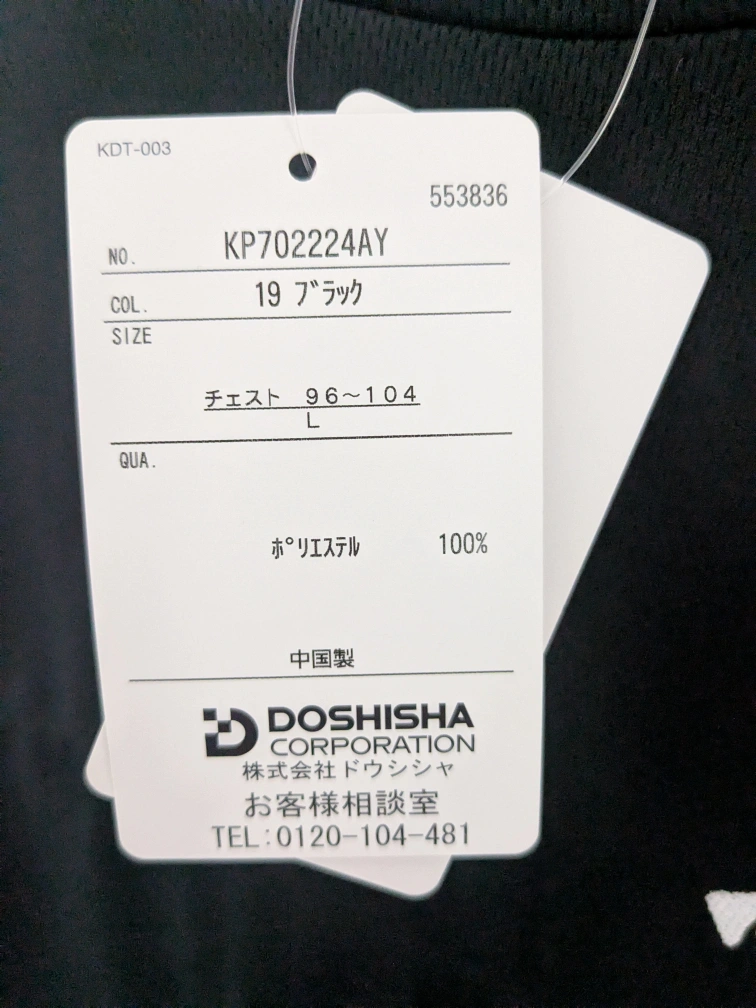 KDT-003
553836
NO. KP702224AY
COL. 19 ﾌﾞﾗｯｸ
SIZE
チェスト　９６～１０４
L
QUA.
ﾎﾟﾘｴｽﾃﾙ 100%
中国製
DOSHISHA
CORPORATION
株式会社ドウシシャ
お客様相談室
TEL:0120-104-481